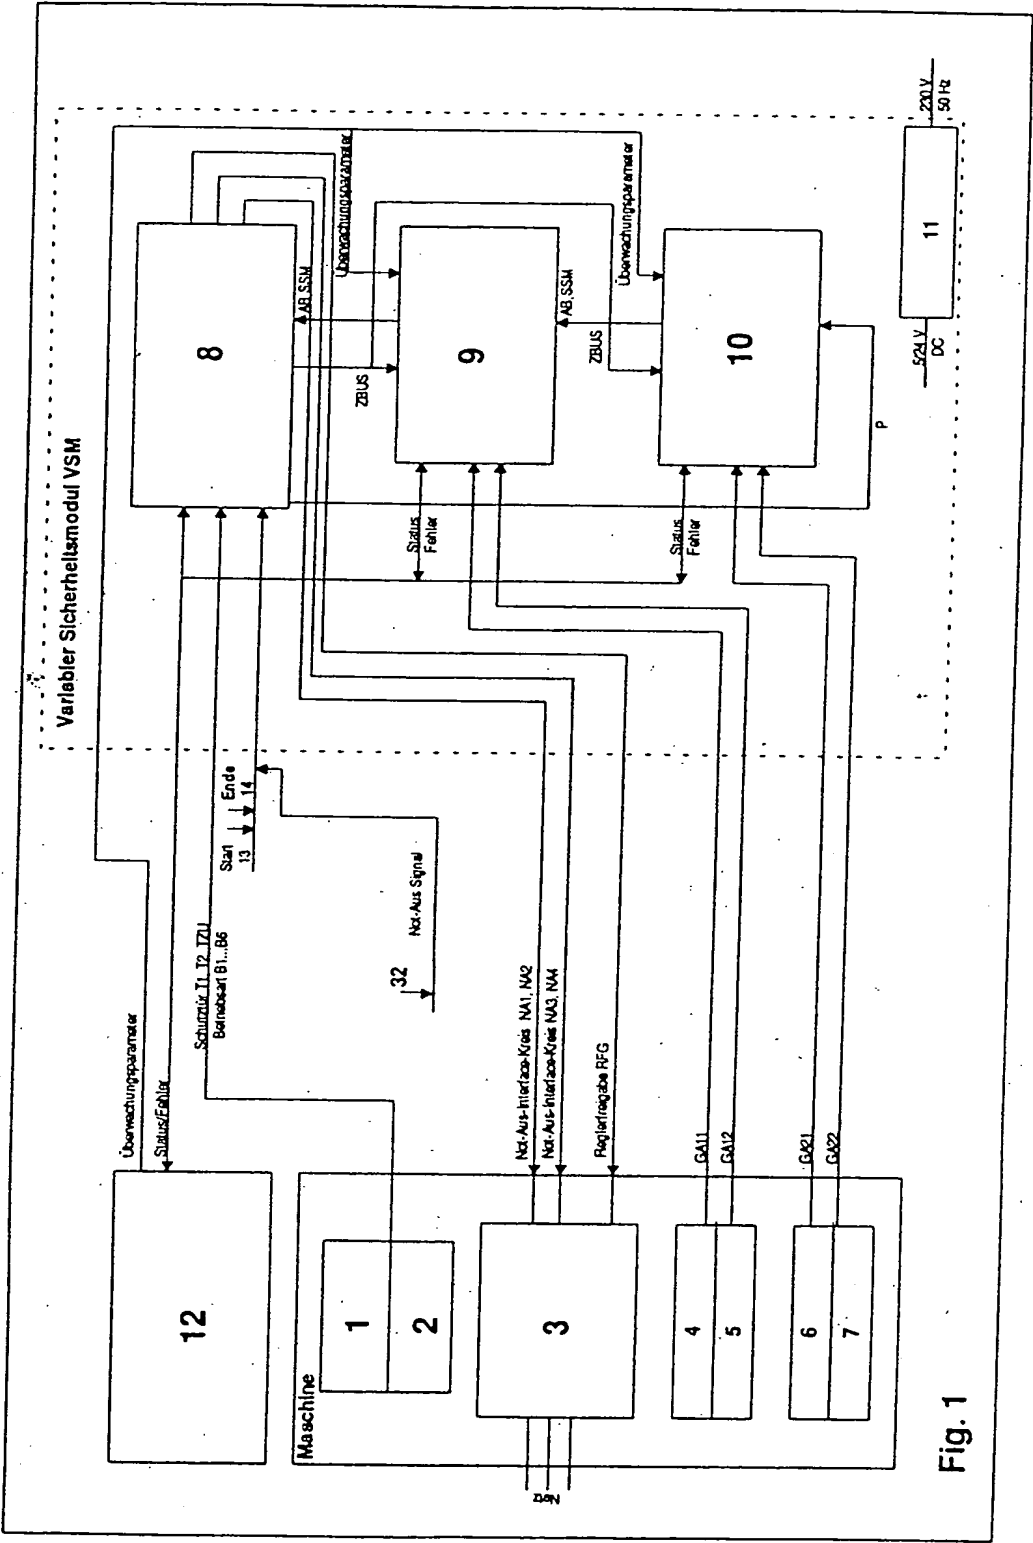 Variabler Sicherheitsmodul VSM
Überwachungsparameter
Status/Fehler
Schutztür T1, T2, TZU
Betriebsart B1...B6
Start
13
Ende
14
32
Not-Aus Signal
Not-Aus-Interface-Kreis NA1, NA2
Not-Aus-Interface-Kreis NA3, NA4
Reglerfreigabe RFG
GA11
GA12
GA21
GA22
12
Maschine
1
2
3
4
5
6
7
Netz
8
AB, SSM
ZBUS
Überwachungsparameter
Status
Fehler
9
AB, SSM
ZBUS
Überwachungsparameter
Status
Fehler
10
P
11
230 V
50 Hz
5/24 V
DC
Fig. 1